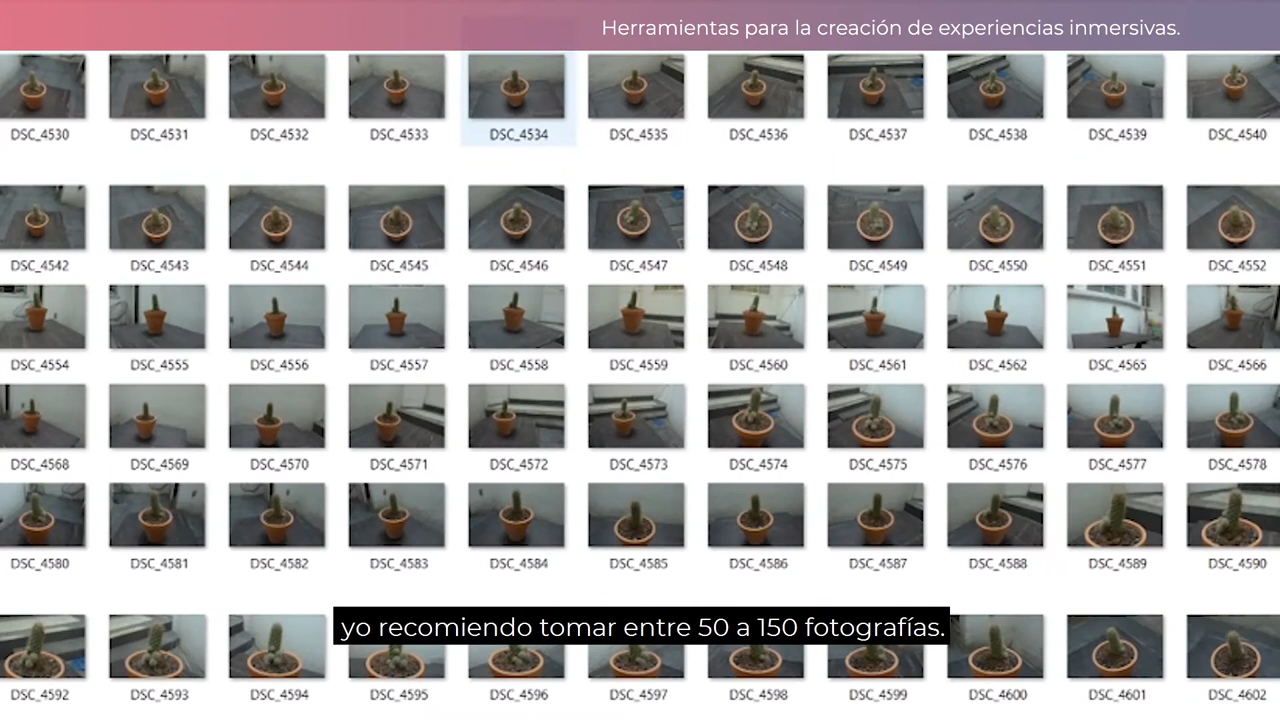 Herramientas para la creación de experiencias inmersivas.
DSC_4530 DSC_4531 DSC_4532 DSC_4533 DSC_4534 DSC_4535 DSC_4536 DSC_4537 DSC_4538 DSC_4539 DSC_4540
DSC_4542 DSC_4543 DSC_4544 DSC_4545 DSC_4546 DSC_4547 DSC_4548 DSC_4549 DSC_4550 DSC_4551 DSC_4552
DSC_4554 DSC_4555 DSC_4556 DSC_4557 DSC_4558 DSC_4559 DSC_4560 DSC_4561 DSC_4562 DSC_4565 DSC_4566
DSC_4568 DSC_4569 DSC_4570 DSC_4571 DSC_4572 DSC_4573 DSC_4574 DSC_4575 DSC_4576 DSC_4577 DSC_4578
DSC_4580 DSC_4581 DSC_4582 DSC_4583 DSC_4584 DSC_4585 DSC_4586 DSC_4587 DSC_4588 DSC_4589 DSC_4590
yo recomiendo tomar entre 50 a 150 fotografías.
DSC_4592 DSC_4593 DSC_4594 DSC_4595 DSC_4596 DSC_4597 DSC_4598 DSC_4599 DSC_4600 DSC_4601 DSC_4602